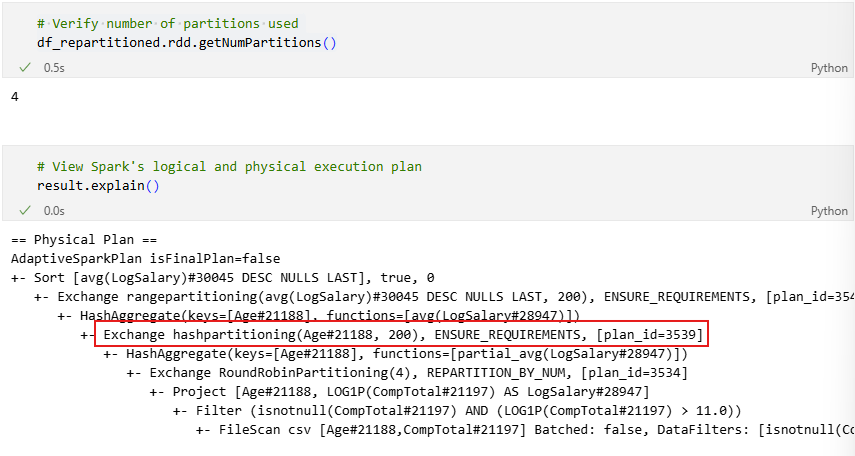 # Verify number of partitions used
df_repartitioned.rdd.getNumPartitions()
0.5s
Python
4
# View Spark's logical and physical execution plan
result.explain()
0.0s
Python
== Physical Plan ==
AdaptiveSparkPlan isFinalPlan=false
+- Sort [avg(LogSalary)#30045 DESC NULLS LAST], true, 0
+- Exchange rangepartitioning(avg(LogSalary)#30045 DESC NULLS LAST, 200), ENSURE_REQUIREMENTS, [plan_id=354
+- HashAggregate(keys=[Age#21188], functions=[avg(LogSalary#28947)])
+- Exchange hashpartitioning(Age#21188, 200), ENSURE_REQUIREMENTS, [plan_id=3539]
+- HashAggregate(keys=[Age#21188], functions=[partial_avg(LogSalary#28947)])
+- Exchange RoundRobinPartitioning(4), REPARTITION_BY_NUM, [plan_id=3534]
+- Project [Age#21188, LOG1P(CompTotal#21197) AS LogSalary#28947]
+- Filter (isnotnull(CompTotal#21197) AND (LOG1P(CompTotal#21197) > 11.0))
+- FileScan csv [Age#21188,CompTotal#21197] Batched: false, DataFilters: [isnotnull(Co